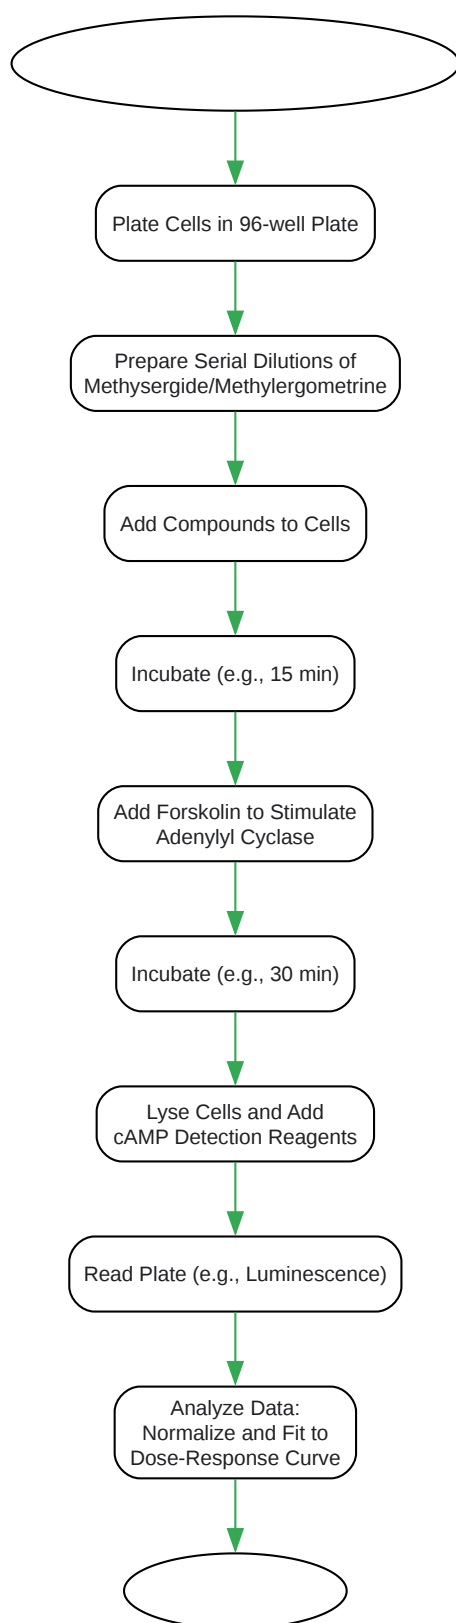 Plate Cells in 96-well Plate
Prepare Serial Dilutions of
Methysergide/Methylergometrine
Add Compounds to Cells
Incubate (e.g., 15 min)
Add Forskolin to Stimulate
Adenylyl Cyclase
Incubate (e.g., 30 min)
Lyse Cells and Add
cAMP Detection Reagents
Read Plate (e.g., Luminescence)
Analyze Data:
Normalize and Fit to
Dose-Response Curve